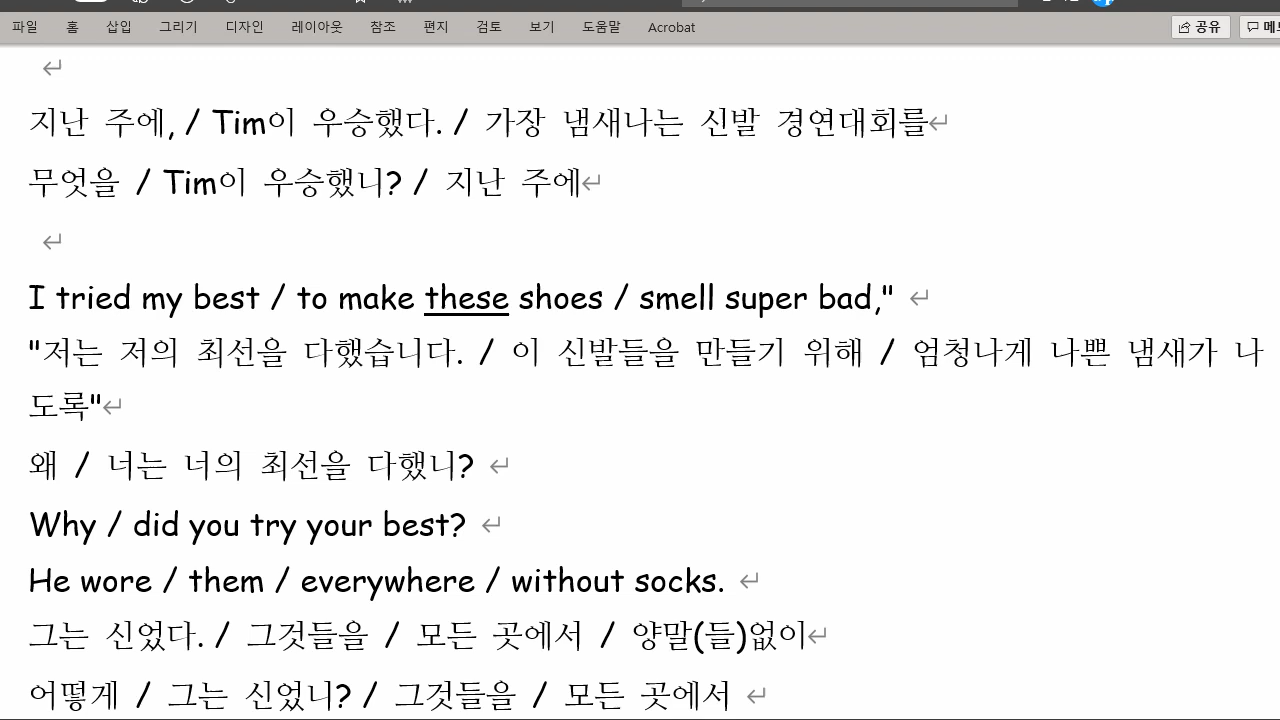 파일 홈 삽입 그리기 디자인 레이아웃 참조 편지 검토 보기 도움말 Acrobat 공유
지난 주에, / Tim이 우승했다. / 가장 냄새나는 신발 경연대회를
무엇을 / Tim이 우승했니? / 지난 주에
I tried my best / to make these shoes / smell super bad,"
"저는 저의 최선을 다했습니다. / 이 신발들을 만들기 위해 / 엄청나게 나쁜 냄새가 나
도록"
왜 / 너는 너의 최선을 다했니?
Why / did you try your best?
He wore / them / everywhere / without socks.
그는 신었다. / 그것들을 / 모든 곳에서 / 양말(들)없이
어떻게 / 그는 신었니? / 그것들을 / 모든 곳에서